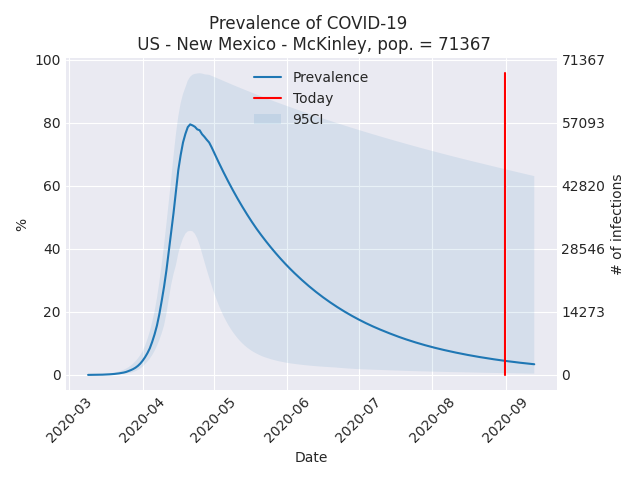 Prevalence of COVID-19
US - New Mexico - McKinley, pop. = 71367
100
80
60
40
20
0
%
71367
57093
42820
28546
14273
0
# of infections
Prevalence
Today
95CI
2020-03
2020-04
2020-05
2020-06
2020-07
2020-08
2020-09
Date